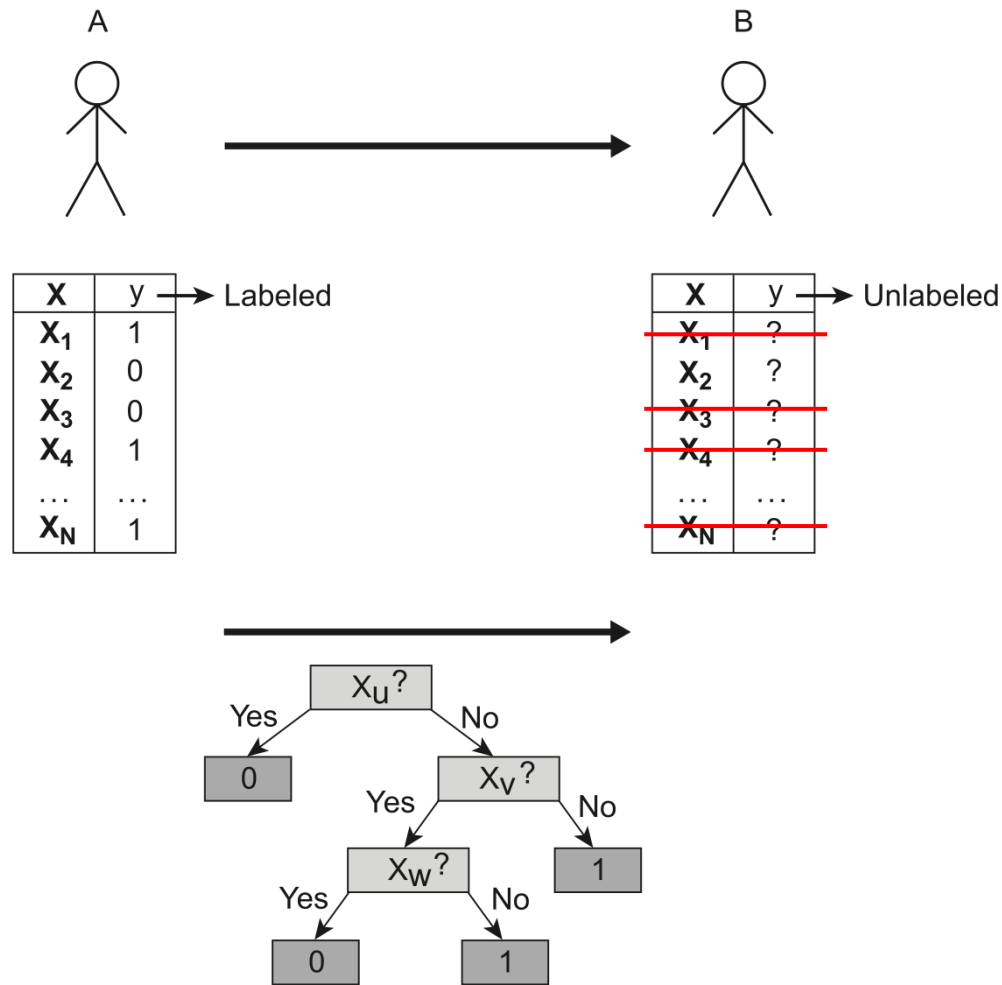 A B
X y Labeled X y Unlabeled
X1 1 X1 ?
X2 0 X2 ?
X3 0 X3 ?
X4 1 X4 ?
... ... ... ...
XN 1 XN ?
Xu?
Yes No
0 Xv?
Yes No
Xw? 1
Yes No
0 1